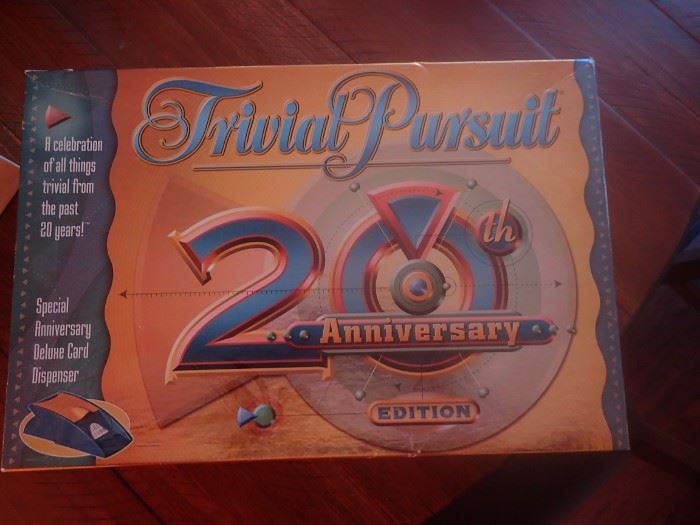 Trivial Pursuit
A celebration
of all things
trivial from
the past
20 years!™
20th
Anniversary
EDITION
Special
Anniversary
Deluxe Card
Dispenser